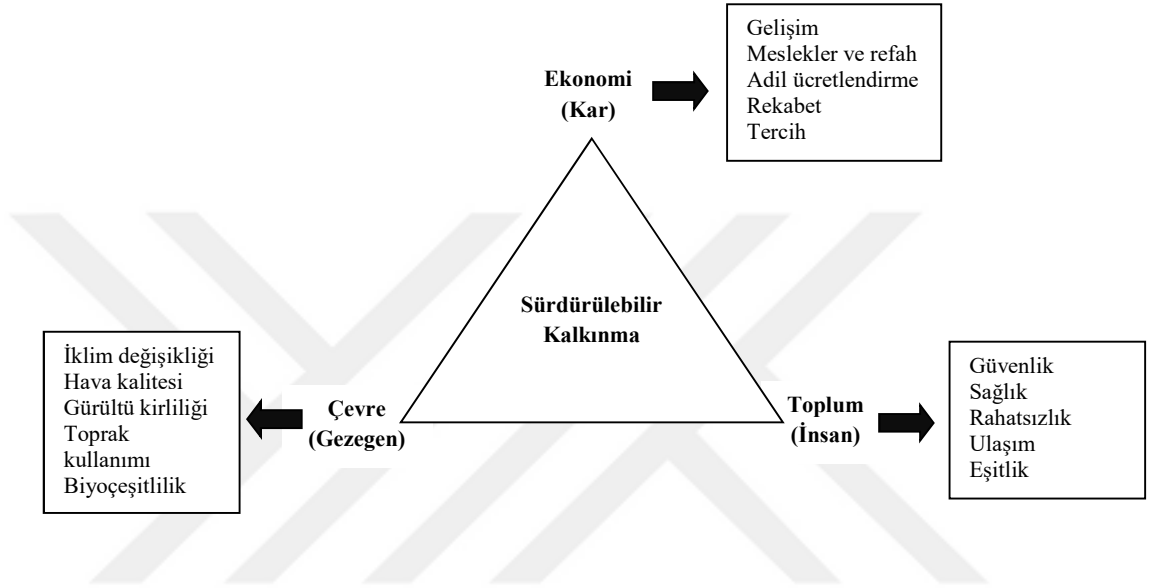 Gelişim
Meslekler ve refah
Adil ücretlendirme
Rekabet
Tercih
Ekonomi
(Kar)
Sürdürülebilir
Kalkınma
İklim değişikliği
Hava kalitesi
Gürültü kirliliği
Toprak
kullanımı
Biyoçeşitlilik
Çevre
(Gezegen)
Toplum
(İnsan)
Güvenlik
Sağlık
Rahatsızlık
Ulaşım
Eşitlik